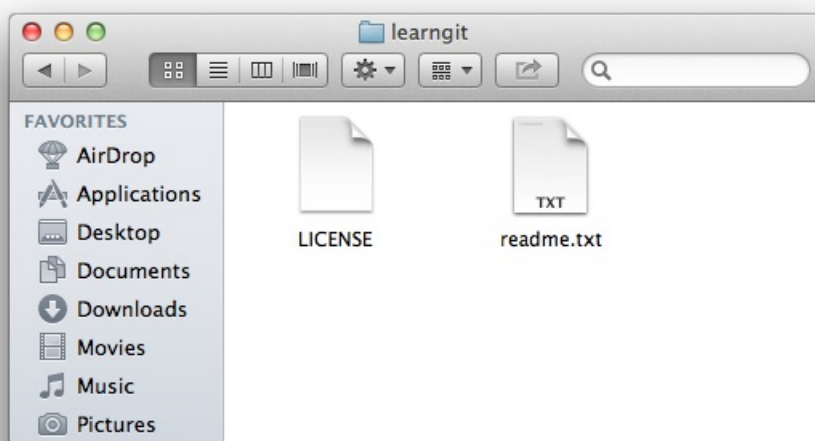 learngit
FAVORITES
AirDrop
Applications
Desktop
Documents
Downloads
Movies
Music
Pictures
TXT
LICENSE
readme.txt